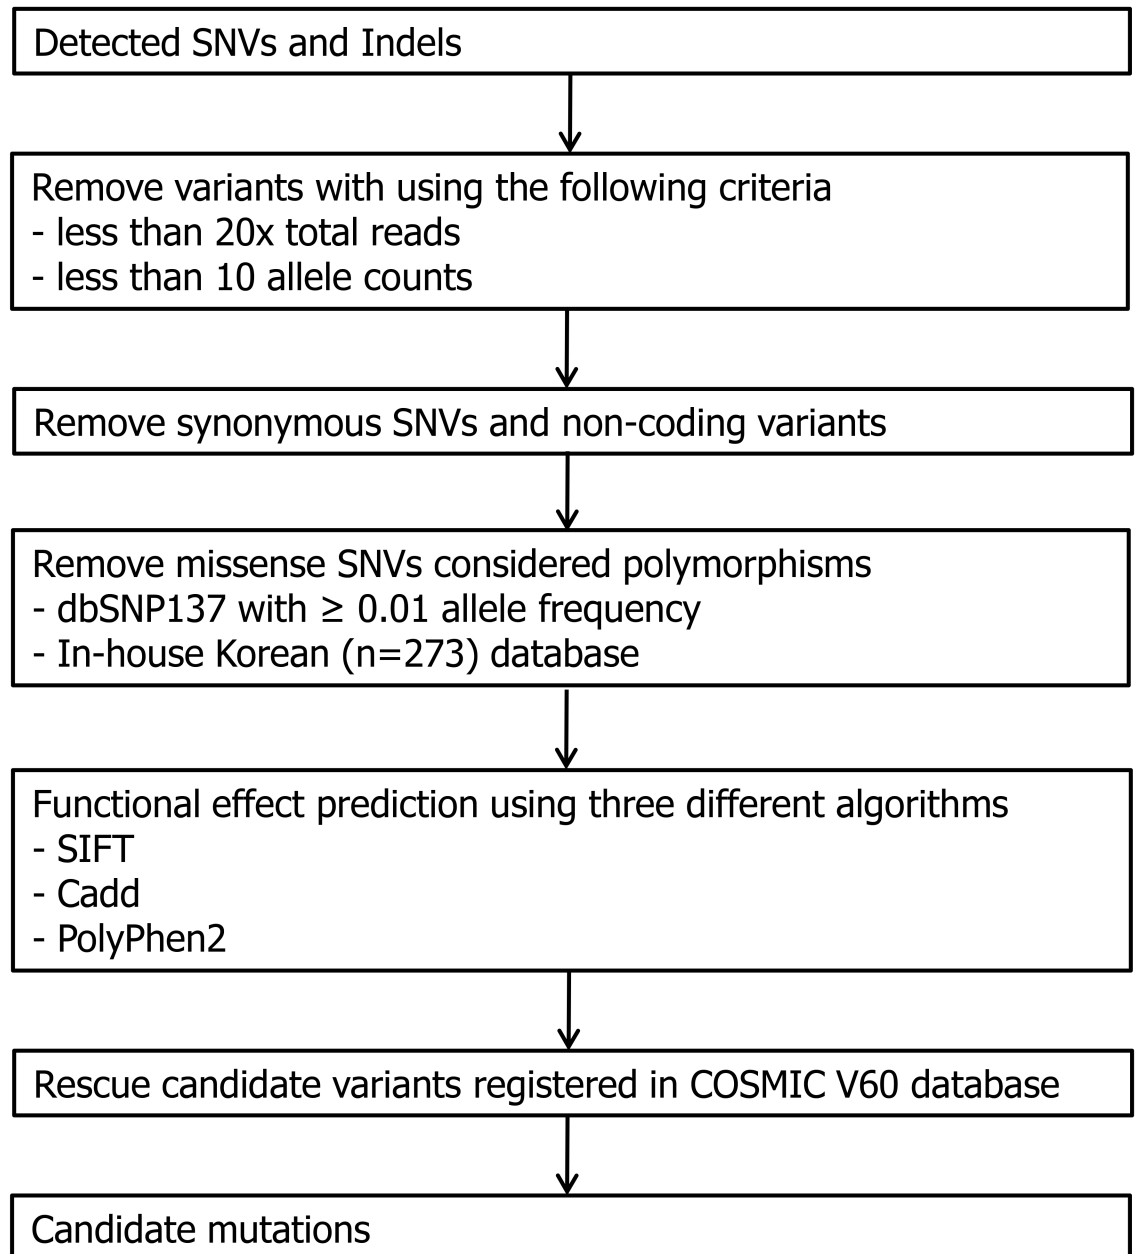 Detected SNVs and Indels
Remove variants with using the following criteria
- less than 20x total reads
- less than 10 allele counts
Remove synonymous SNVs and non-coding variants
Remove missense SNVs considered polymorphisms
- dbSNP137 with ≥ 0.01 allele frequency
- In-house Korean (n=273) database
Functional effect prediction using three different algorithms
- SIFT
- Cadd
- PolyPhen2
Rescue candidate variants registered in COSMIC V60 database
Candidate mutations